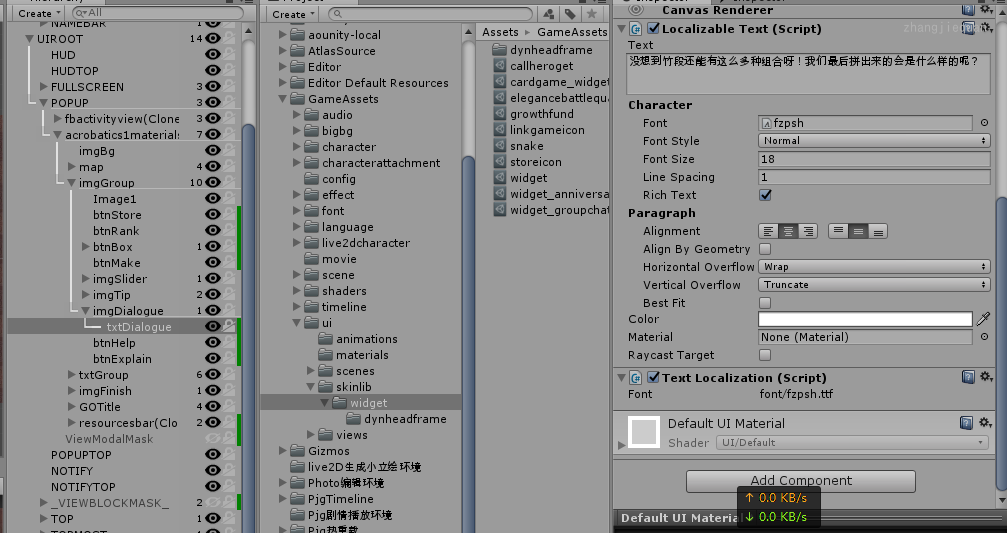 Create
All
UIROOT 14
HUD
HUDTOP
FULLSCREEN 3
POPUP 3
fbactivityview(Clone 3
acrobatics1materials 7
imgBg
map 4
imgGroup 10
Image1
btnStore
btnRank
btnBox 1
btnMake
imgSlider 1
imgTip 2
imgDialogue 1
txtDialogue
btnHelp
btnExplain
txtGroup 6
imgFinish 3
GOTitle 4
resourcesbar(Clo 2
ViewModalMask
POPUPTOP
NOTIFY
NOTIFYTOP
_VIEWBLOCKMASK_ 2
TOP 3
Create
aounity-local
AtlasSource
Editor
Editor Default Resources
GameAssets
audio
bigbg
character
characterattachment
config
effect
font
language
live2dcharacter
movie
scene
shaders
timeline
ui
animations
materials
scenes
skinlib
widget
dynheadframe
views
Gizmos
live2D生成小立绘环境
Photo编辑环境
PjgTimeline
Pjg剧情播放环境
Pjg热重载
Assets GameAssets
dynheadframe
callheroget
cardgame_widget
elegancebattlequa
growthfund
linkgameicon
snake
storeicon
widget
widget_anniversa
widget_groupchat
Canvas Renderer
Localizable Text (Script)
Text
没想到竹段还能有这么多种组合呀！我们最后拼出来的会是什么样的呢？
Character
Font fzpsh
Font Style Normal
Font Size 18
Line Spacing 1
Rich Text
Paragraph
Alignment
Align By Geometry
Horizontal Overflow Wrap
Vertical Overflow Truncate
Best Fit
Color
Material None (Material)
Raycast Target
Text Localization (Script)
Font font/fzpsh.ttf
Default UI Material
Shader UI/Default
Add Component
↑ 0.0 KB/s
↓ 0.0 KB/s
Default UI Material